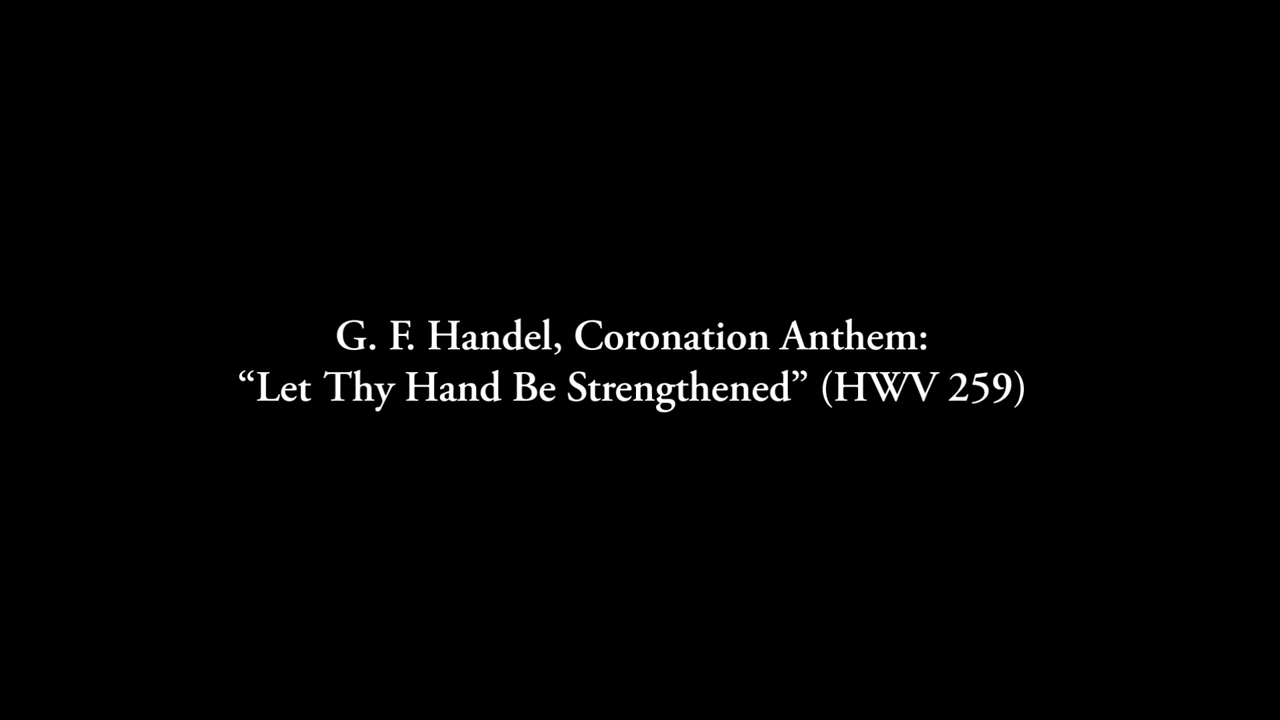 G. F. Handel, Coronation Anthem:
“Let Thy Hand Be Strengthened” (HWV 259)